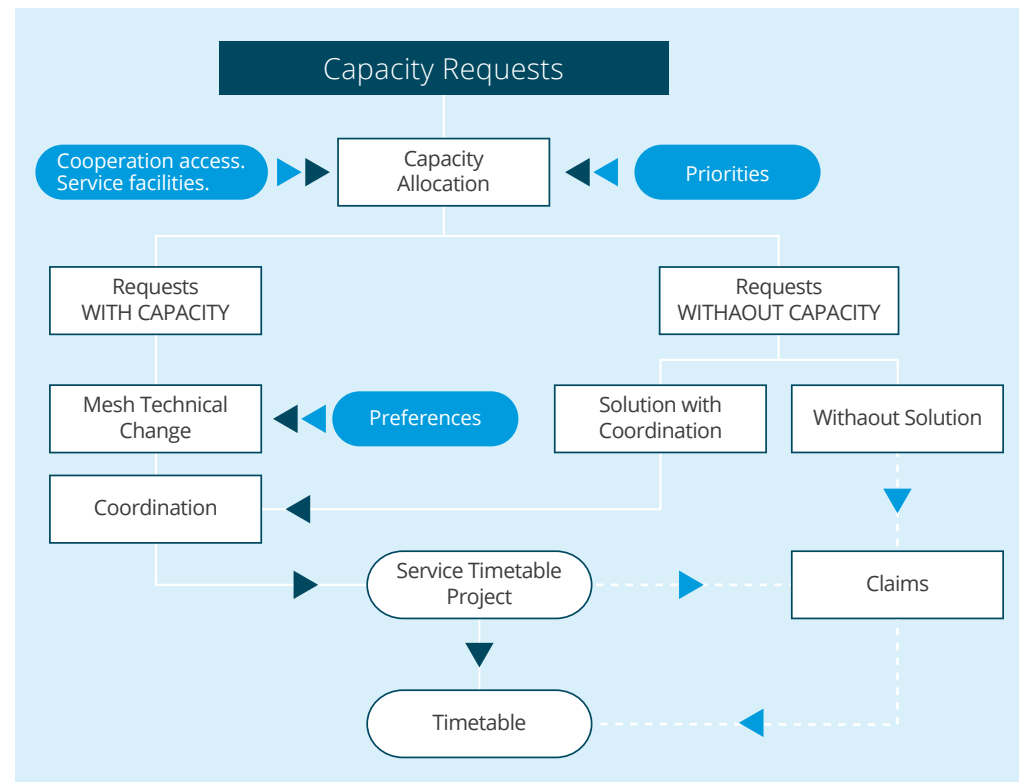 Capacity Requests
Cooperation access.
Service facilities.
Capacity
Allocation
Priorities
Requests
WITH CAPACITY
Requests
WITHAOUT CAPACITY
Mesh Technical
Change
Preferences
Solution with
Coordination
Withaout Solution
Coordination
Service Timetable
Project
Claims
Timetable